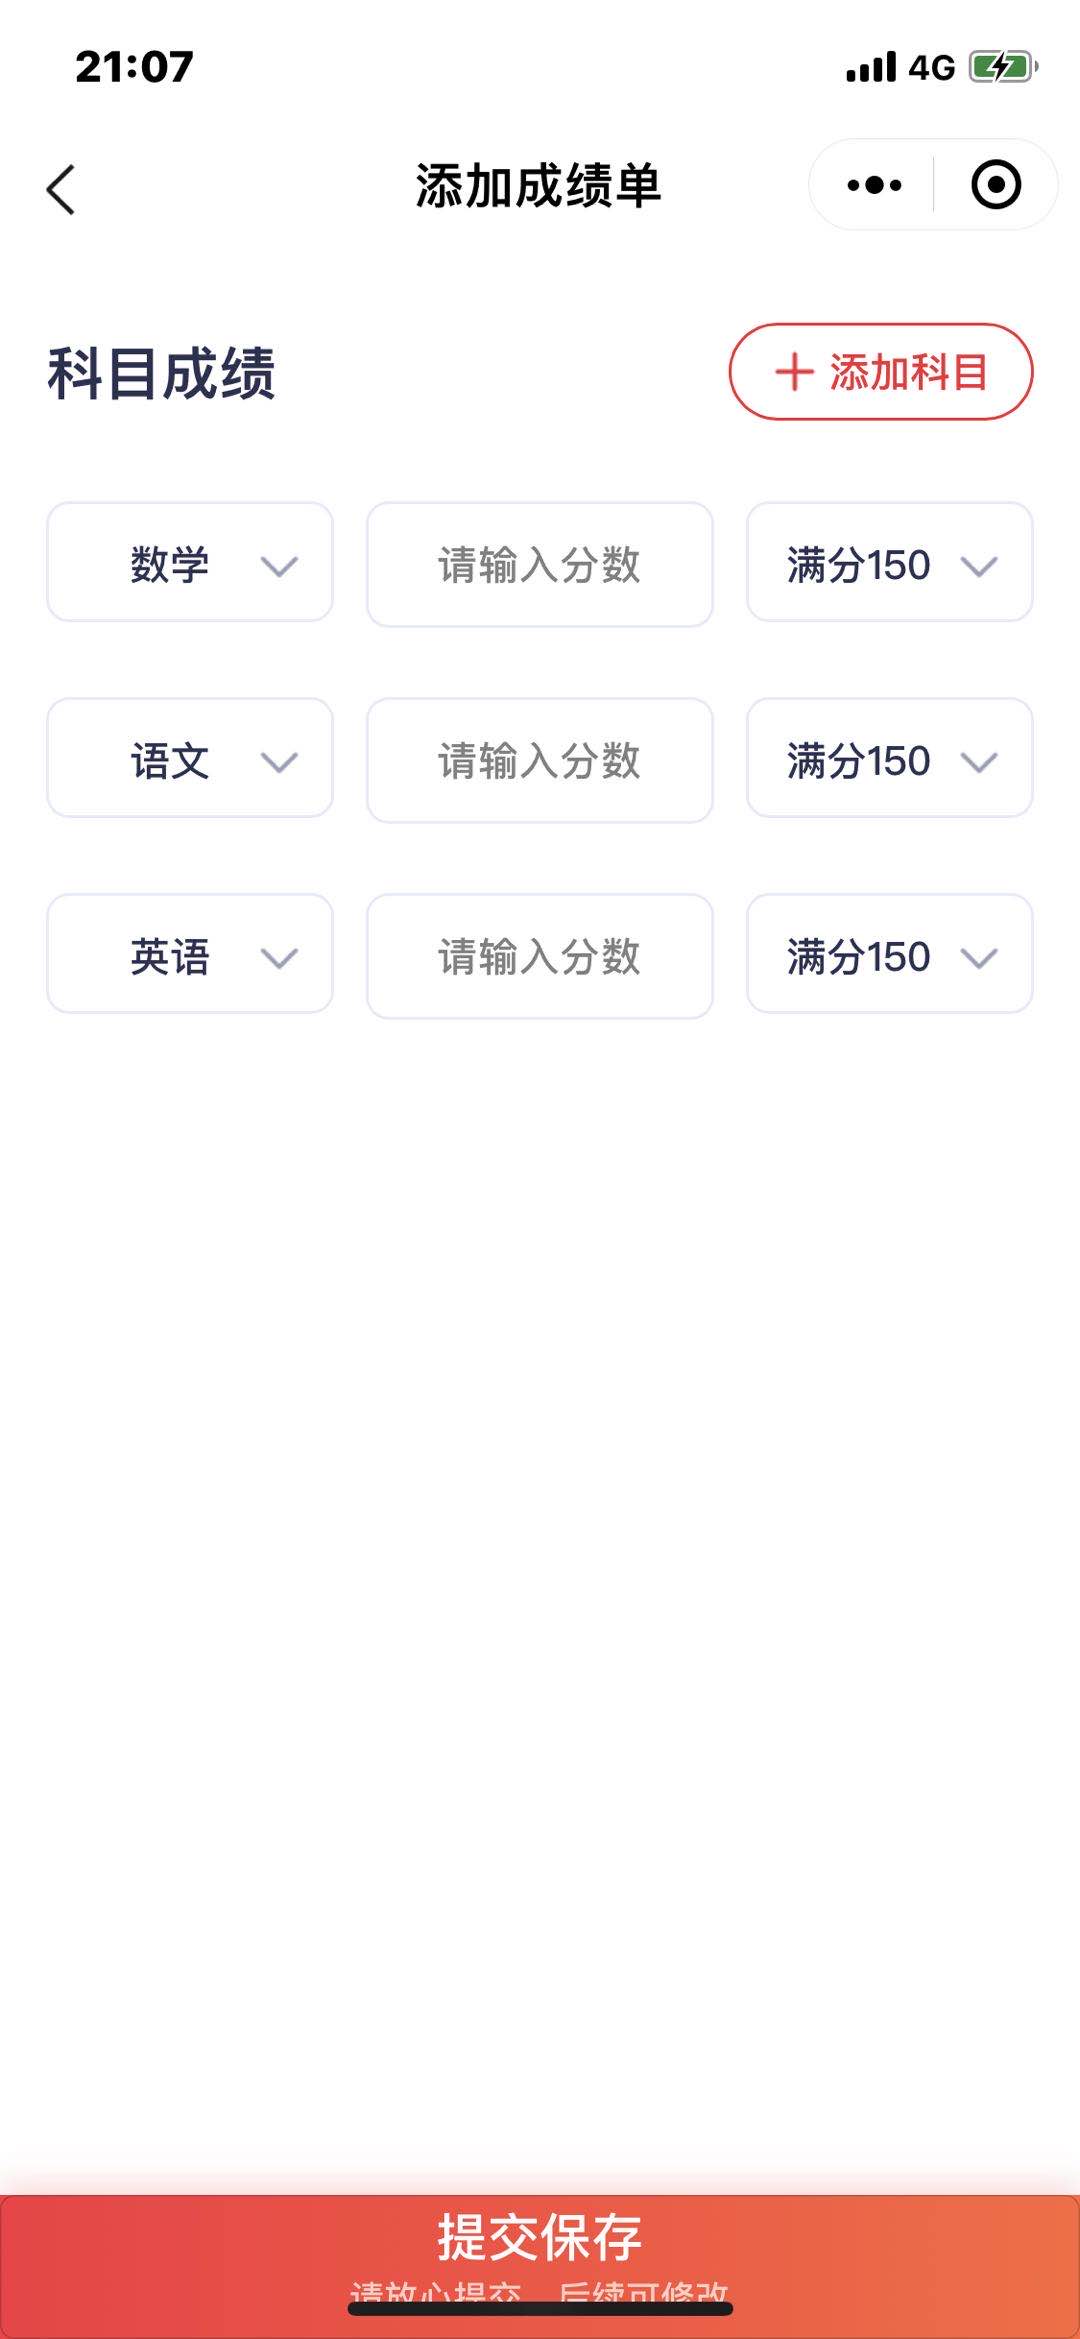 21:07
4G
添加成绩单
科目成绩
添加科目
数学 请输入分数 满分150
语文 请输入分数 满分150
英语 请输入分数 满分150
提交保存
请放心提交，后续可修改